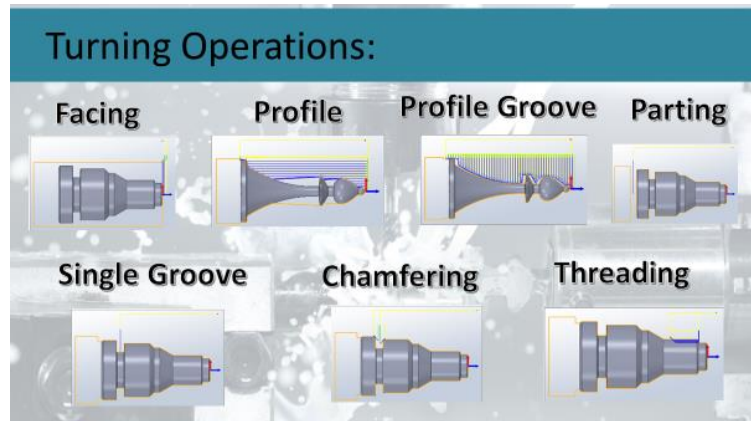 Turning Operations:
Facing
Profile
Profile Groove
Parting
Single Groove
Chamfering
Threading